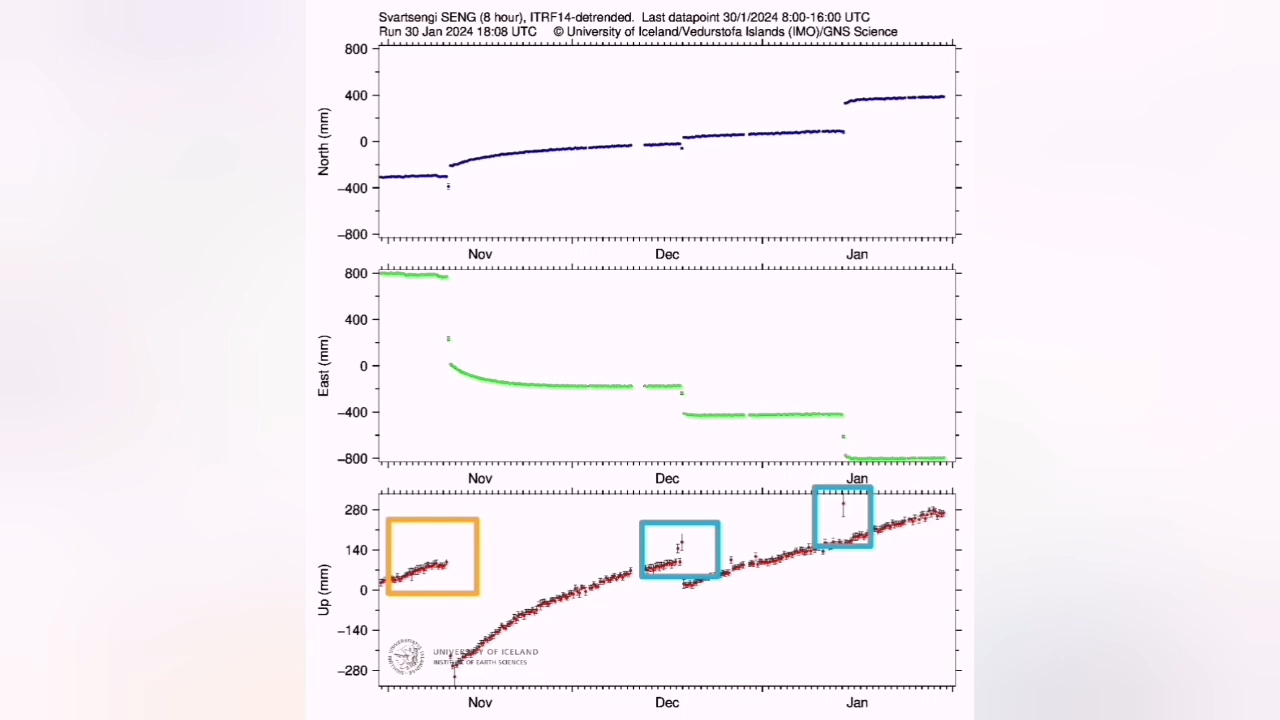 Svartsengi SENG (8 hour), ITRF14-detrended. Last datapoint 30/1/2024 8:00-16:00 UTC
Run 30 Jan 2024 18:08 UTC © University of Iceland/Vedurstofa Islands (IMO)/GNS Science
800
400
0
−400
−800
North (mm)
Nov Dec Jan
800
400
0
−400
−800
East (mm)
Nov Dec Jan
280
140
0
−140
−280
Up (mm)
UNIVERSITY OF ICELAND
INSTITUTE OF EARTH SCIENCES
Nov Dec Jan